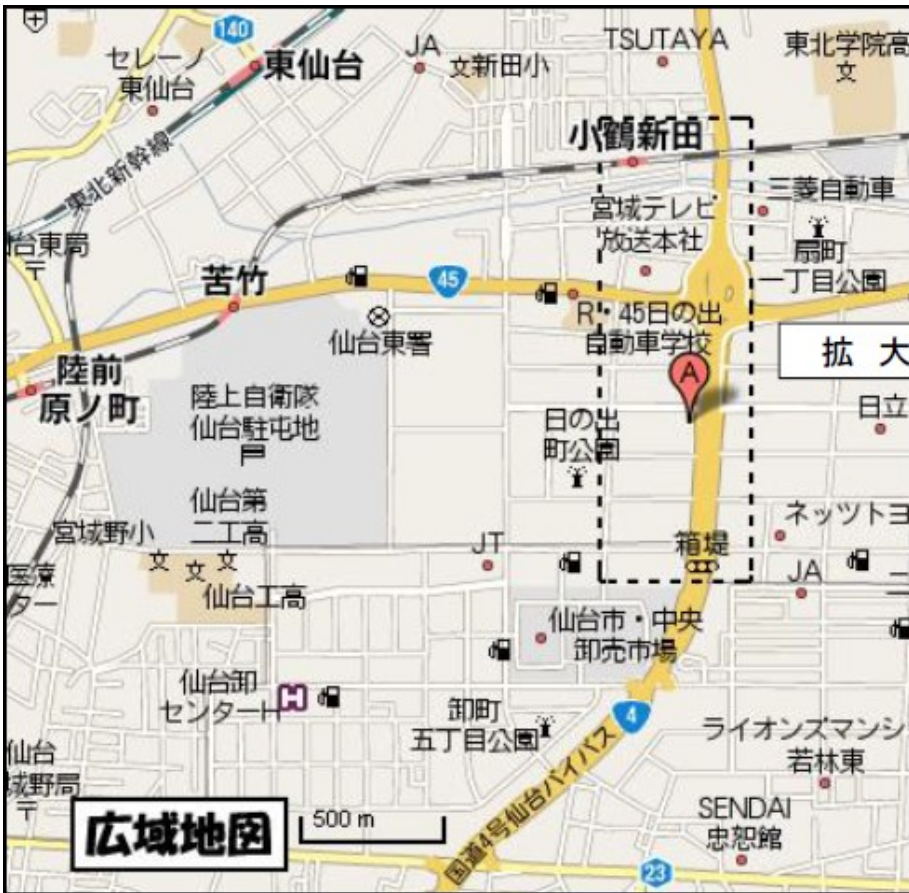 140
JA
TSUTAYA
セレーノ
東仙台
東仙台
文新田小
東北学院高
文
小鶴新田
東北新幹線
三菱自動車
宮城テレビ
放送本社
扇町
一丁目公園
台東局
〒
苦竹
45
R・45日の出
自動車学校
仙台東署
拡 大
A
陸前
原ノ町
陸上自衛隊
仙台駐屯地
日の出
町公園
日立
仙台第
二工高
宮城野小
文 文 文
ネットヨ
箱堤
JT
JA
医療
ター
仙台工高
仙台市・中央
卸売市場
仙台卸
センターH
H
卸町
五丁目公園
4
ライオンズマンシ
若林東
仙台
城野局
〒
国道4号仙台バイパス
広域地図
500 m
SENDAI
忠恕館
23